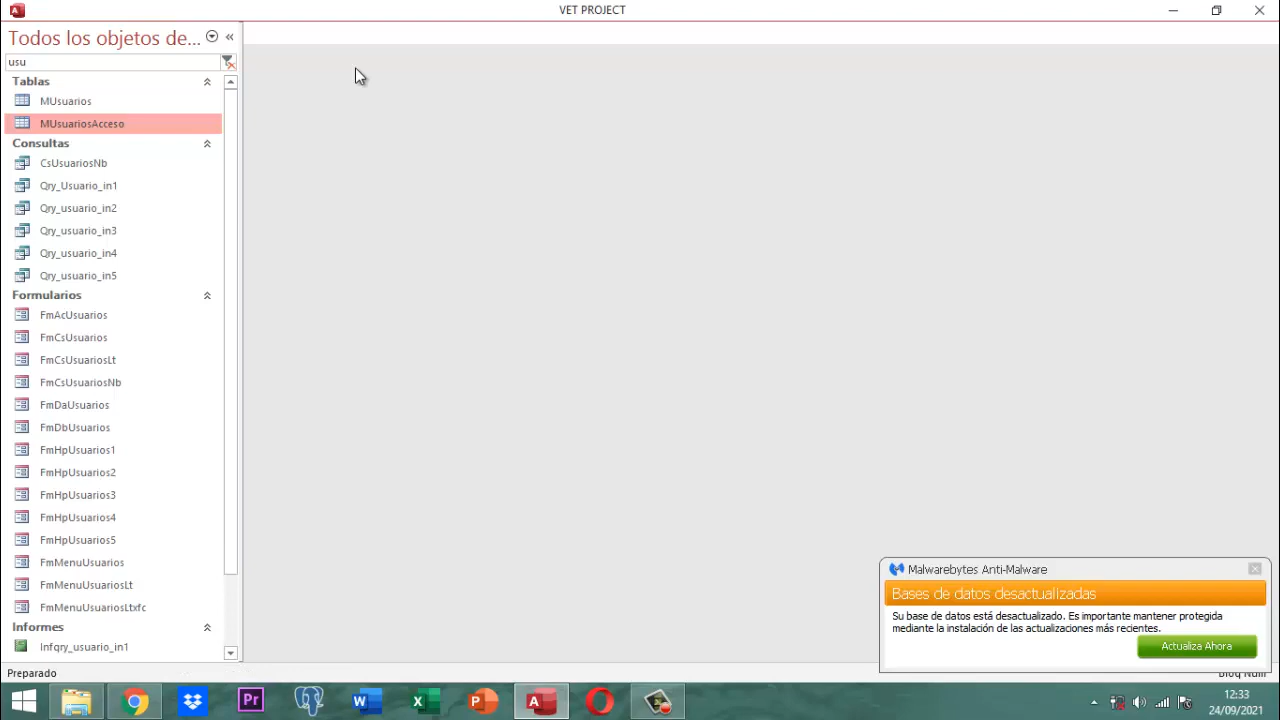 VET PROJECT
Todos los objetos de...
usu
Tablas
MUsuarios
MUsuariosAcceso
Consultas
CsUsuariosNb
Qry_Usuario_in1
Qry_usuario_in2
Qry_usuario_in3
Qry_usuario_in4
Qry_usuario_in5
Formularios
FmAcUsuarios
FmCsUsuarios
FmCsUsuariosLt
FmCsUsuariosNb
FmDaUsuarios
FmDbUsuarios
FmHpUsuarios1
FmHpUsuarios2
FmHpUsuarios3
FmHpUsuarios4
FmHpUsuarios5
FmMenuUsuarios
FmMenuUsuariosLt
FmMenuUsuariosLtxfc
Informes
Infqry_usuario_in1
Malwarebytes Anti-Malware
Bases de datos desactualizadas
Su base de datos está desactualizado. Es importante mantener protegida
mediante la instalación de las actualizaciones más recientes.
Actualiza Ahora
Preparado
Bloq Num
Pr
12:33
24/09/2021